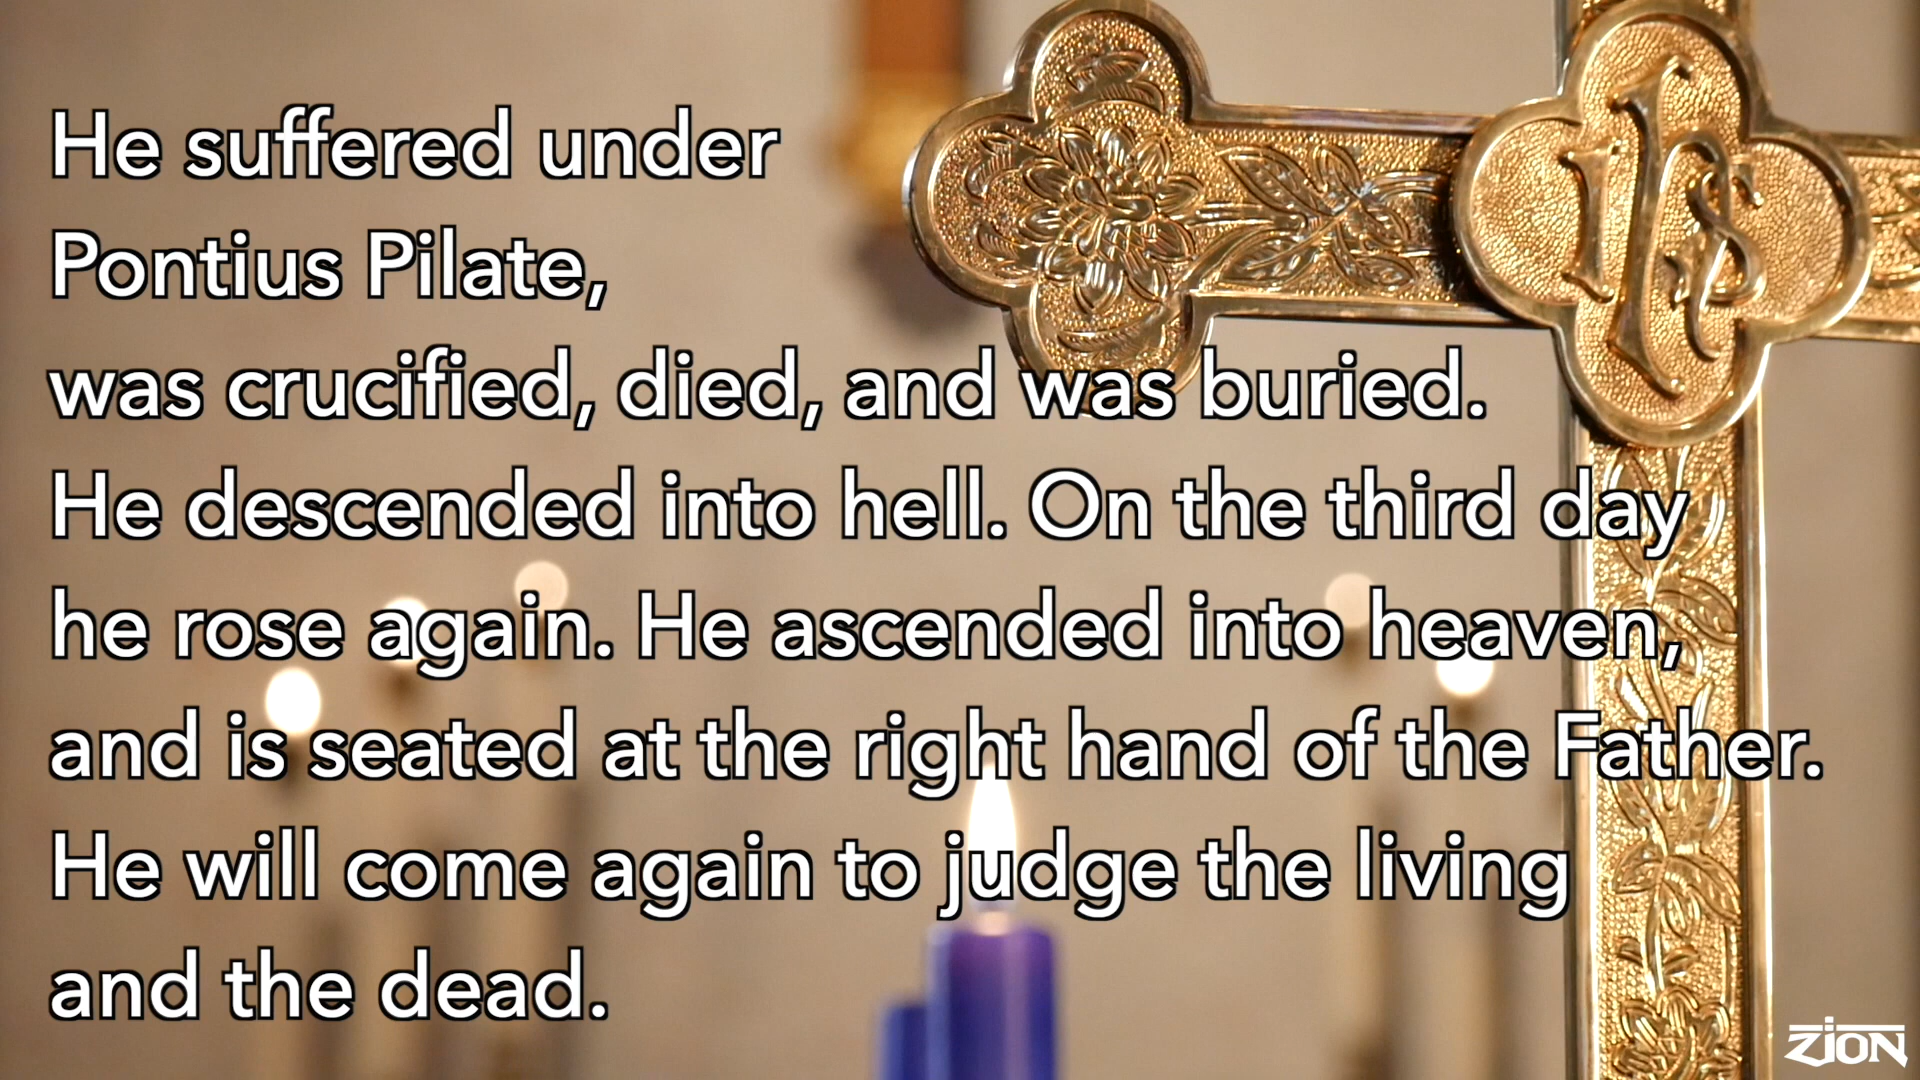 He suffered under
Pontius Pilate,
was crucified, died, and was buried.
He descended into hell. On the third day
he rose again. He ascended into heaven,
and is seated at the right hand of the Father.
He will come again to judge the living
and the dead.
IHS
ZION